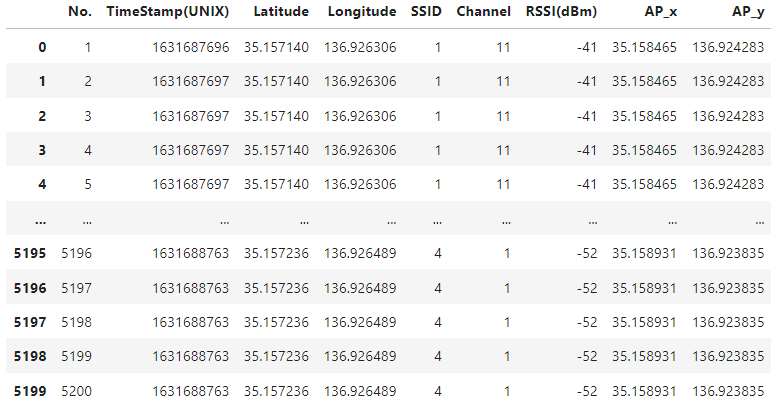 No. TimeStamp(UNIX) Latitude Longitude SSID Channel RSSI(dBm) AP_x AP_y
0 1 1631687696 35.157140 136.926306 1 11 -41 35.158465 136.924283
1 2 1631687697 35.157140 136.926306 1 11 -41 35.158465 136.924283
2 3 1631687697 35.157140 136.926306 1 11 -41 35.158465 136.924283
3 4 1631687697 35.157140 136.926306 1 11 -41 35.158465 136.924283
4 5 1631687697 35.157140 136.926306 1 11 -41 35.158465 136.924283
... ... ... ... ... ... ... ... ... ...
5195 5196 1631688763 35.157236 136.926489 4 1 -52 35.158931 136.923835
5196 5197 1631688763 35.157236 136.926489 4 1 -52 35.158931 136.923835
5197 5198 1631688763 35.157236 136.926489 4 1 -52 35.158931 136.923835
5198 5199 1631688763 35.157236 136.926489 4 1 -52 35.158931 136.923835
5199 5200 1631688763 35.157236 136.926489 4 1 -52 35.158931 136.923835